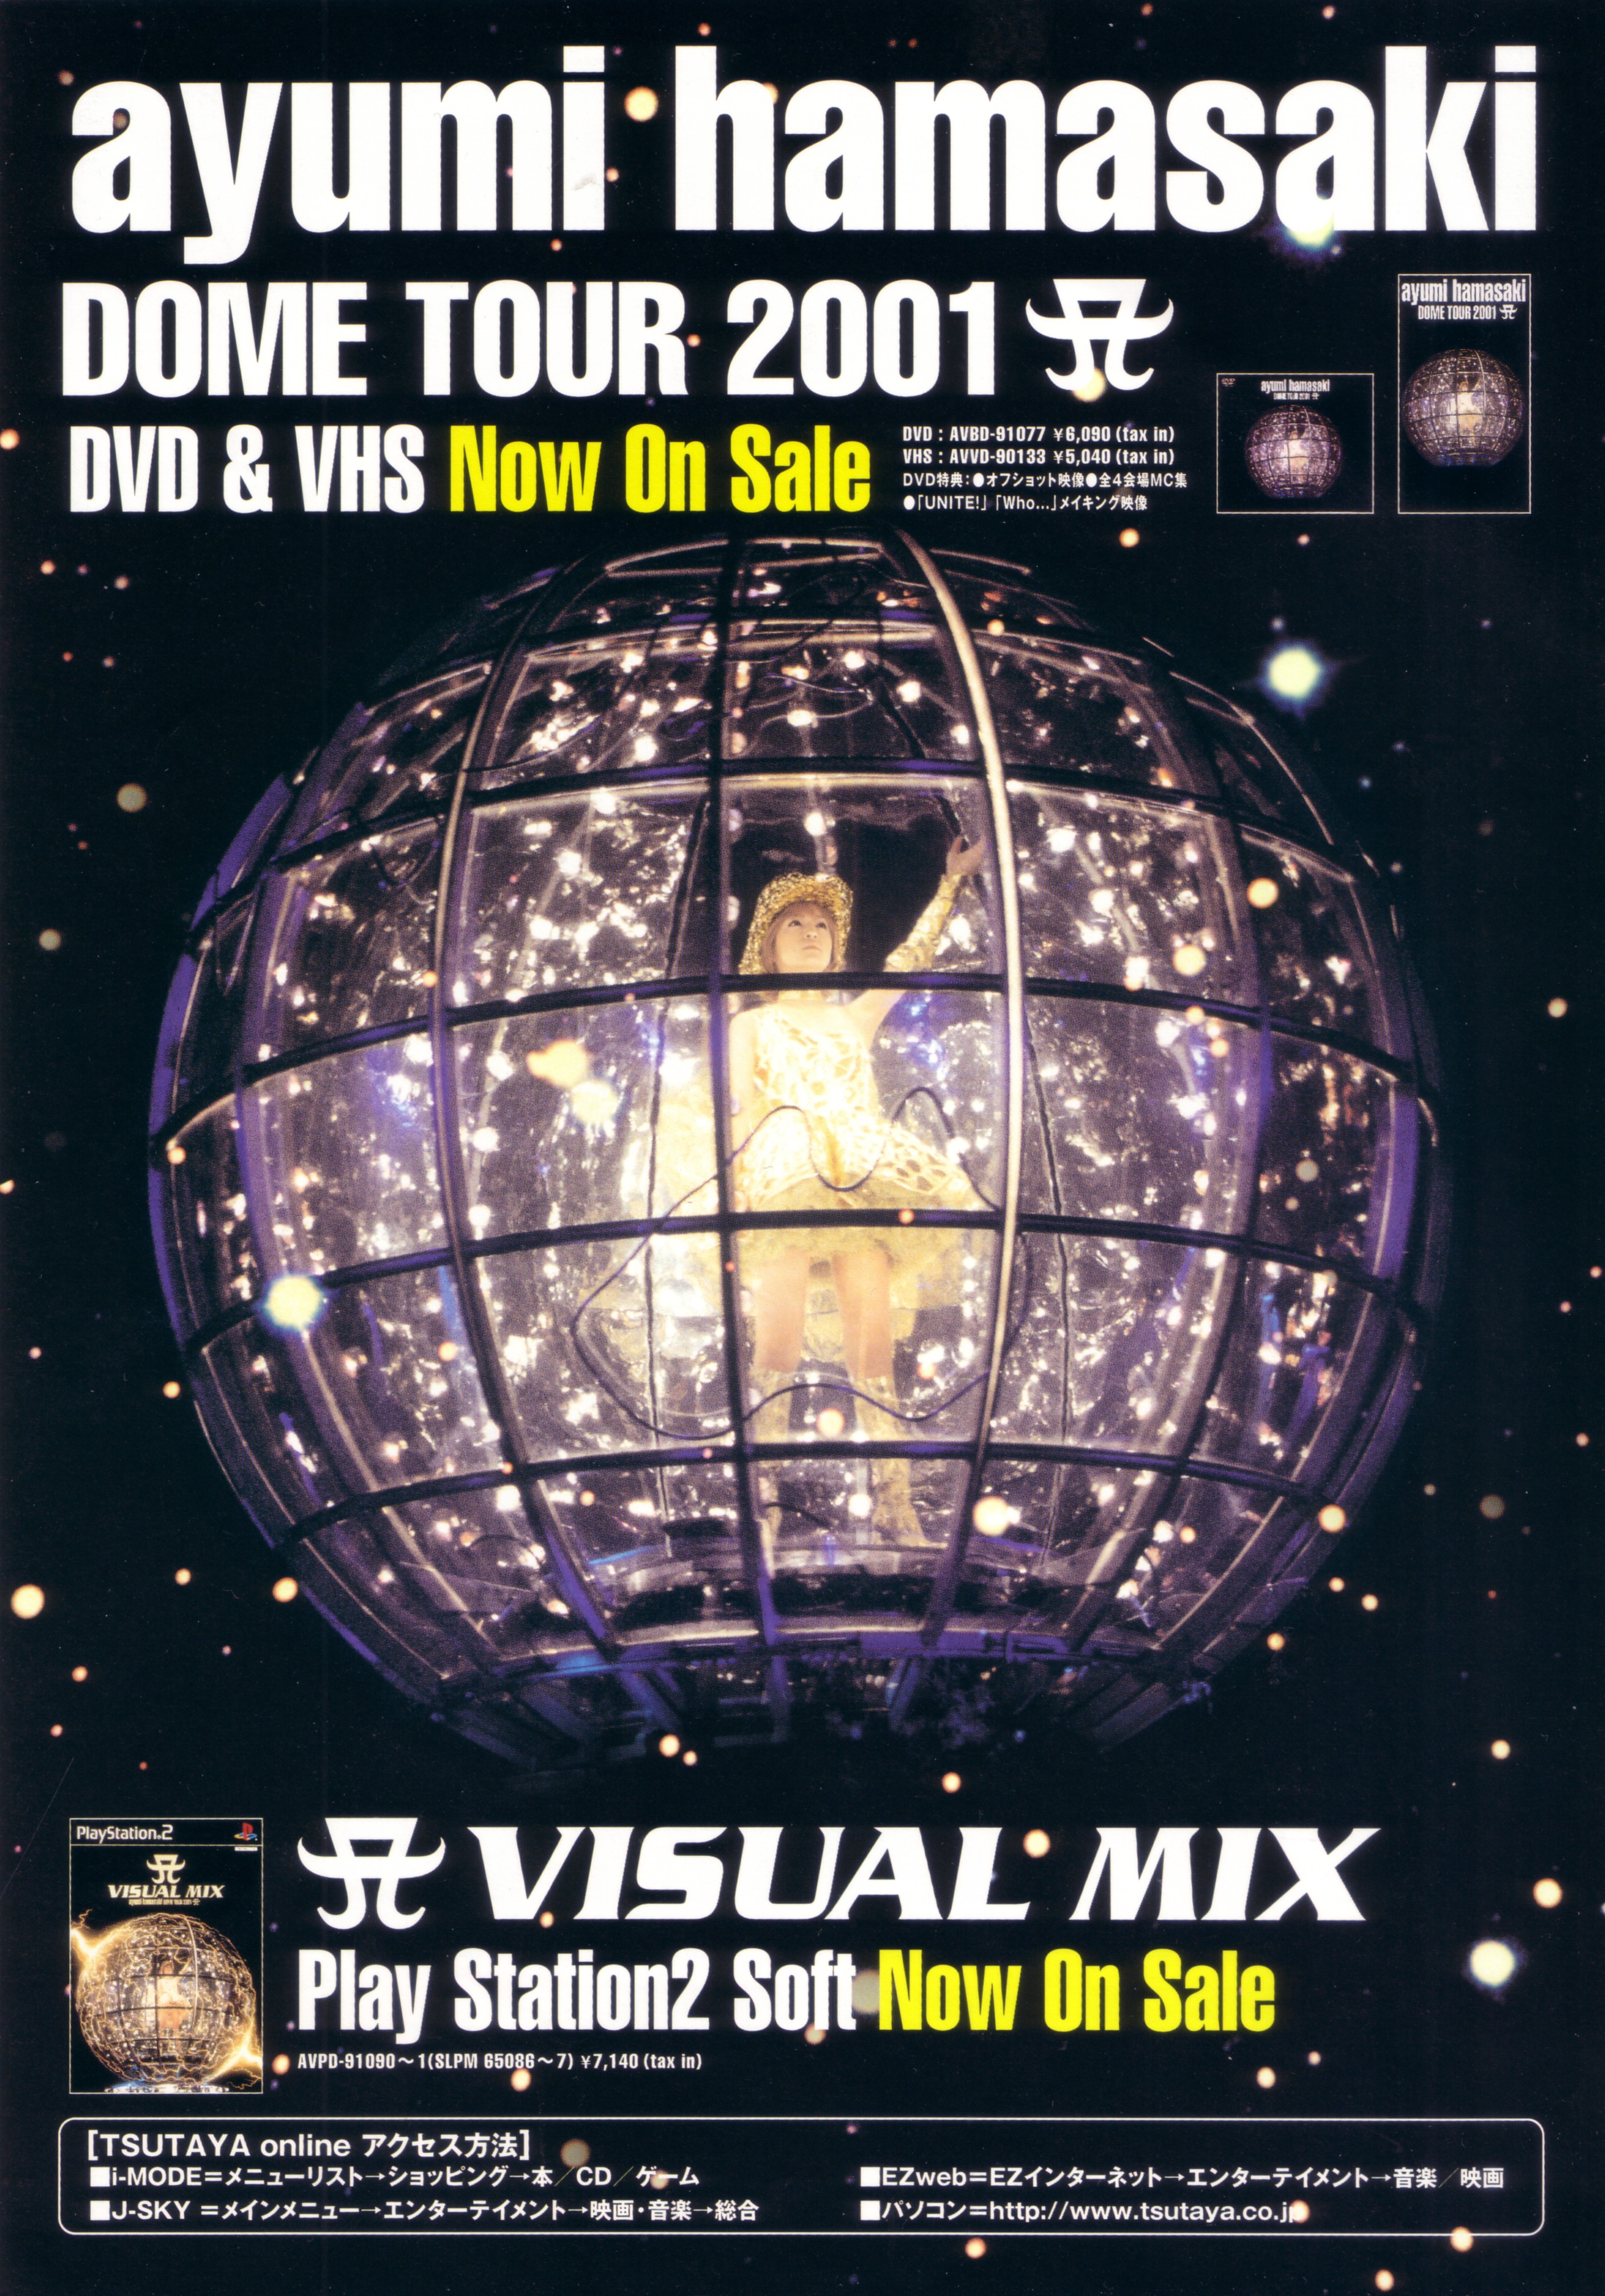 ayumi hamasaki
DOME TOUR 2001
DVD & VHS Now On Sale
DVD : AVBD-91077 ¥6,090 (tax in)
VHS : AVVD-90133 ¥5,040 (tax in)
DVD特典:●オフショット映像●全4会場MC集
●「UNITE!」「Who...」メイキング映像
ayumi hamasaki
DOME TOUR 2001
ayumi hamasaki
DOME TOUR 2001
PlayStation.2
VISUAL MIX
VISUAL MIX
Play Station2 Soft Now On Sale
AVPD-91090〜1(SLPM 65086〜7) ¥7,140 (tax in)
[TSUTAYA online アクセス方法]
■i-MODE=メニューリスト→ショッピング→本/CD/ゲーム
■J-SKY =メインメニュー→エンターテイメント→映画・音楽→総合
■EZweb=EZインターネット→エンターテイメント→音楽/映画
■パソコン=http://www.tsutaya.co.jp